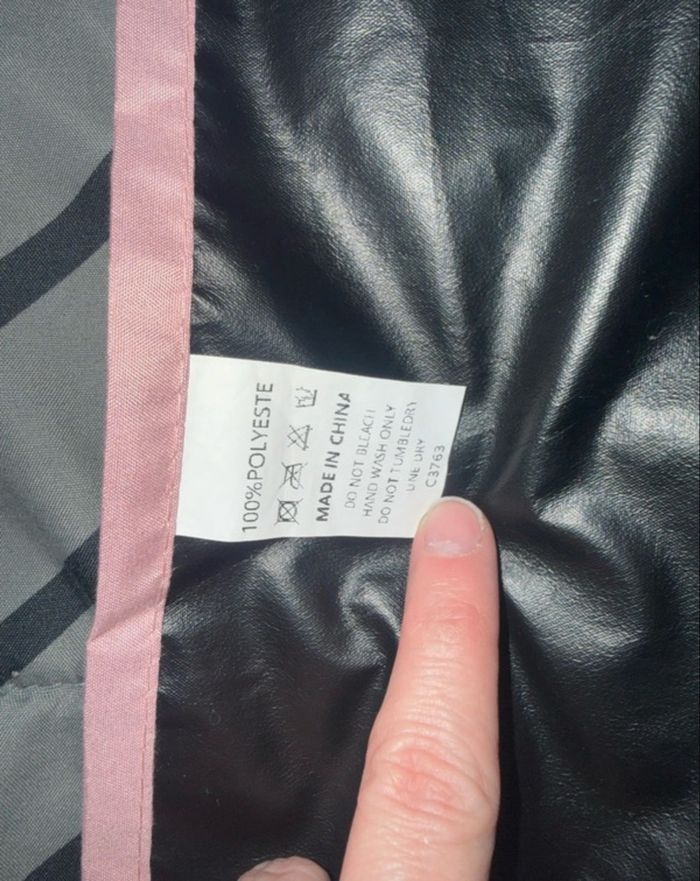 100%POLYESTE
MADE IN CHINA
DO NOT BLEACH
HAND WASH ONLY
DO NOT TUMBLEDRY
LINE DRY
C3763